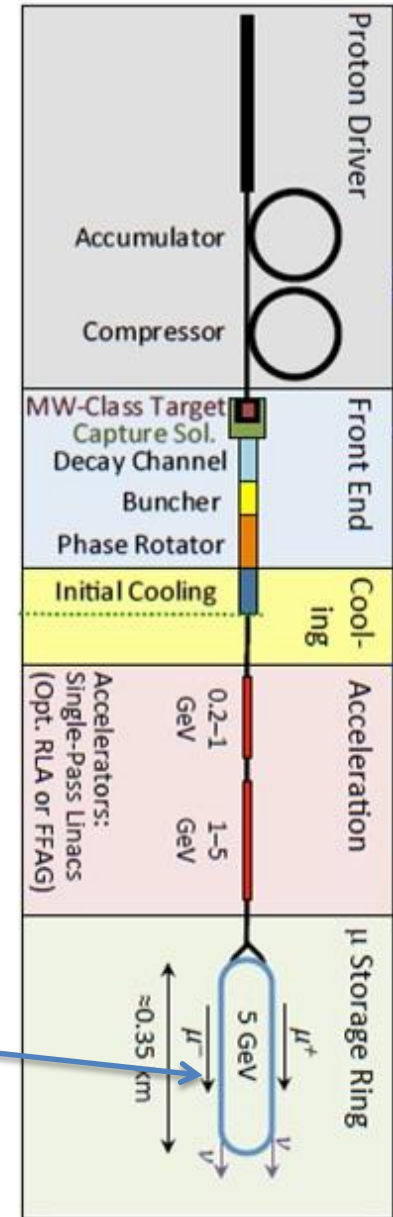 Proton Driver
Accumulator
Compressor
Front End
MW-Class Target
Capture Sol.
Decay Channel
Buncher
Phase Rotator
Cool-
ing
Initial Cooling
Acceleration
0.2–1
GeV
1–5
GeV
Accelerators:
Single-Pass Linacs
(Opt. RLA or FFAG)
μ Storage Ring
μ+
5 GeV
μ−
≈0.35 km
ν
ν